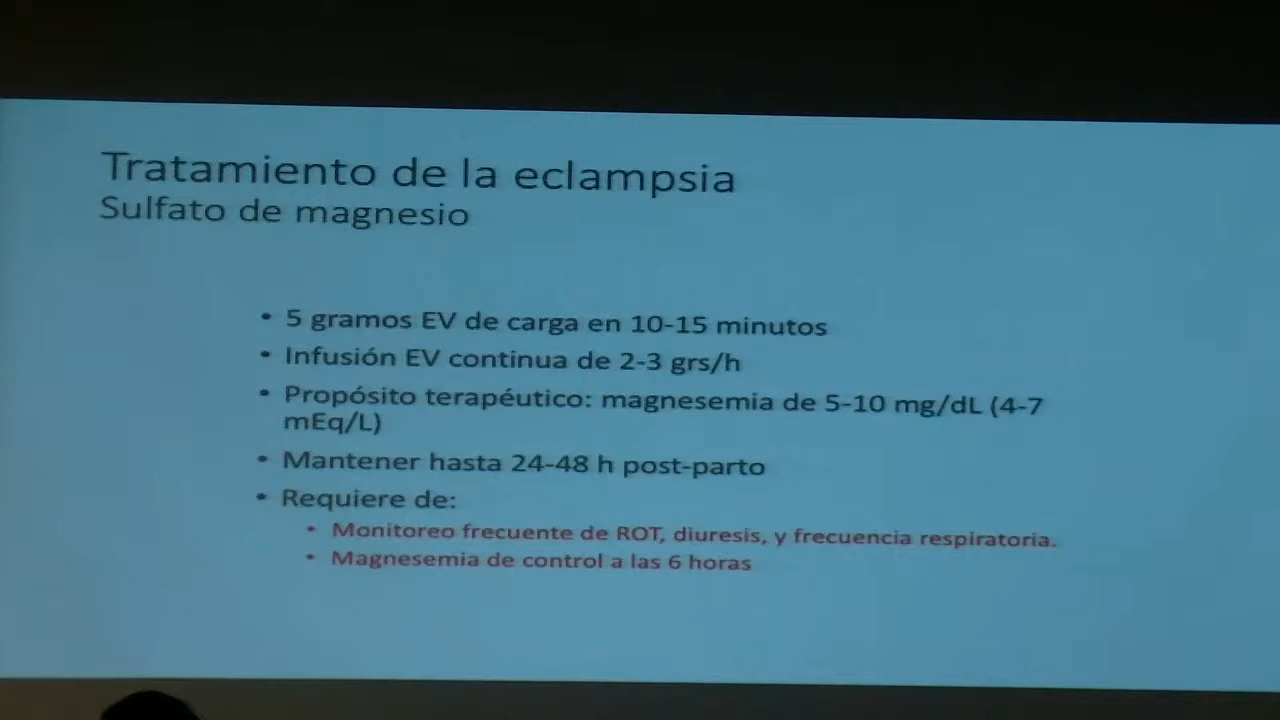 Tratamiento de la eclampsia
Sulfato de magnesio
• 5 gramos EV de carga en 10-15 minutos
• Infusión EV continua de 2-3 grs/h
• Propósito terapéutico: magnesemia de 5-10 mg/dL (4-7
mEq/L)
• Mantener hasta 24-48 h post-parto
• Requiere de:
• Monitoreo frecuente de ROT, diuresis, y frecuencia respiratoria.
• Magnesemia de control a las 6 horas